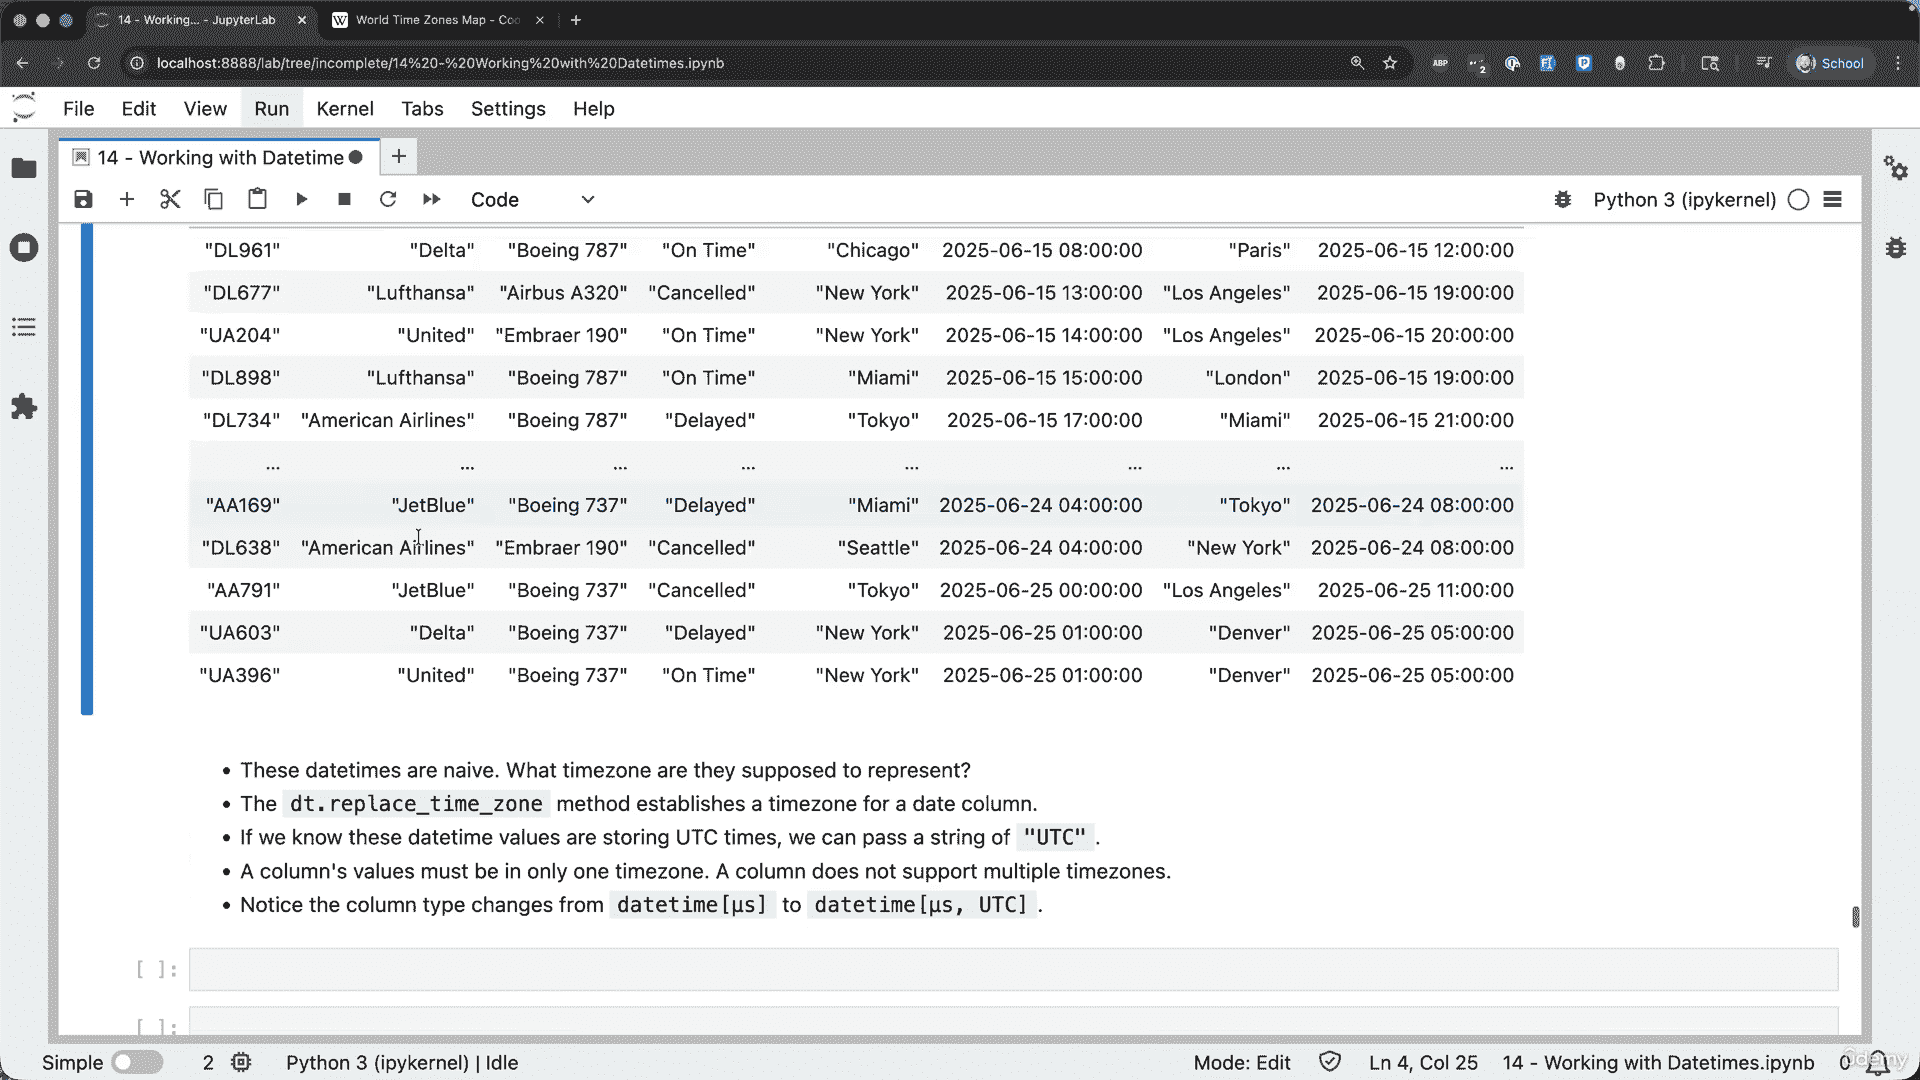 14 - Working... - JupyterLab
World Time Zones Map - Coo
localhost:8888/lab/tree/incomplete/14%20-%20Working%20with%20Datetimes.ipynb
ABP
2
School
File Edit View Run Kernel Tabs Settings Help
14 - Working with Datetime
Code
Python 3 (ipykernel)
"DL961" "Delta" "Boeing 787" "On Time" "Chicago" 2025-06-15 08:00:00 "Paris" 2025-06-15 12:00:00
"DL677" "Lufthansa" "Airbus A320" "Cancelled" "New York" 2025-06-15 13:00:00 "Los Angeles" 2025-06-15 19:00:00
"UA204" "United" "Embraer 190" "On Time" "New York" 2025-06-15 14:00:00 "Los Angeles" 2025-06-15 20:00:00
"DL898" "Lufthansa" "Boeing 787" "On Time" "Miami" 2025-06-15 15:00:00 "London" 2025-06-15 19:00:00
"DL734" "American Airlines" "Boeing 787" "Delayed" "Tokyo" 2025-06-15 17:00:00 "Miami" 2025-06-15 21:00:00
… … … … … … … …
"AA169" "JetBlue" "Boeing 737" "Delayed" "Miami" 2025-06-24 04:00:00 "Tokyo" 2025-06-24 08:00:00
"DL638" "American Airlines" "Embraer 190" "Cancelled" "Seattle" 2025-06-24 04:00:00 "New York" 2025-06-24 08:00:00
"AA791" "JetBlue" "Boeing 737" "Cancelled" "Tokyo" 2025-06-25 00:00:00 "Los Angeles" 2025-06-25 11:00:00
"UA603" "Delta" "Boeing 737" "Delayed" "New York" 2025-06-25 01:00:00 "Denver" 2025-06-25 05:00:00
"UA396" "United" "Boeing 737" "On Time" "New York" 2025-06-25 01:00:00 "Denver" 2025-06-25 05:00:00
• These datetimes are naive. What timezone are they supposed to represent?
• The dt.replace_time_zone method establishes a timezone for a date column.
• If we know these datetime values are storing UTC times, we can pass a string of "UTC".
• A column's values must be in only one timezone. A column does not support multiple timezones.
• Notice the column type changes from datetime[μs] to datetime[μs, UTC].
[ ]:
[ ]:
Simple 2 Python 3 (ipykernel) | Idle Mode: Edit Ln 4, Col 25 14 - Working with Datetimes.ipynb 0
Udemy